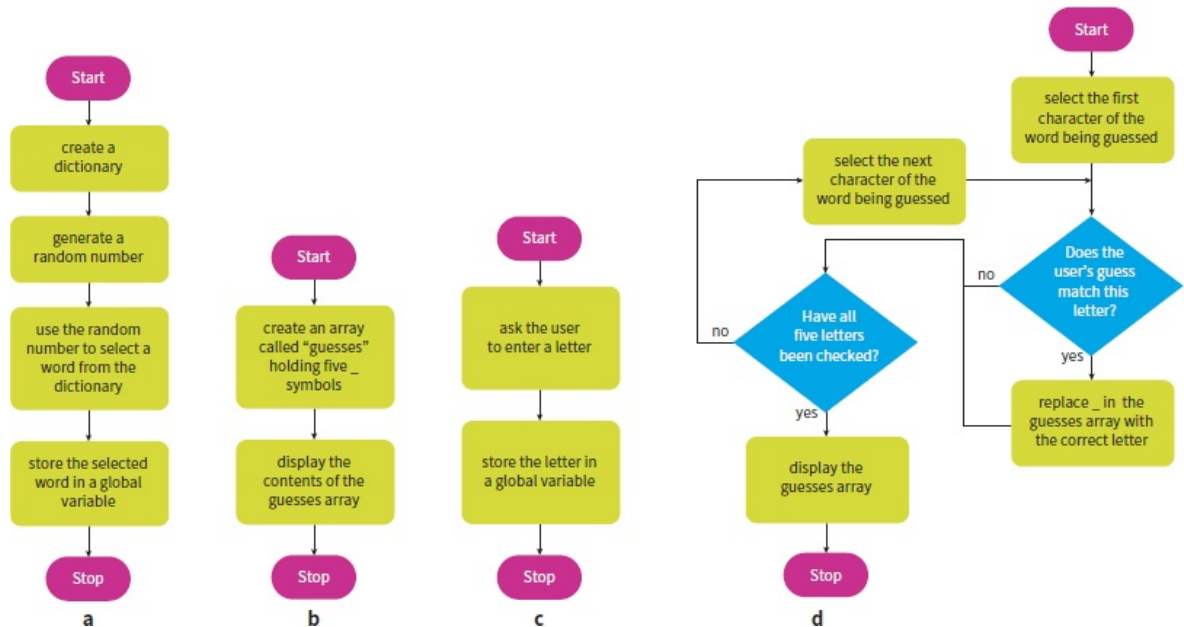 Start
create a
dictionary
generate a
random number
use the random
number to select a
word from the
dictionary
store the selected
word in a global
variable
Stop
a
Start
create an array
called “guesses”
holding five _
symbols
display the
contents of the
guesses array
Stop
b
Start
ask the user
to enter a letter
store the letter in
a global variable
Stop
c
Start
select the first
character of the
word being guessed
select the next
character of the
word being guessed
Does the
user’s guess
match this
letter?
no
yes
replace _ in the
guesses array with
the correct letter
Have all
five letters
been checked?
no
yes
display the
guesses array
Stop
d